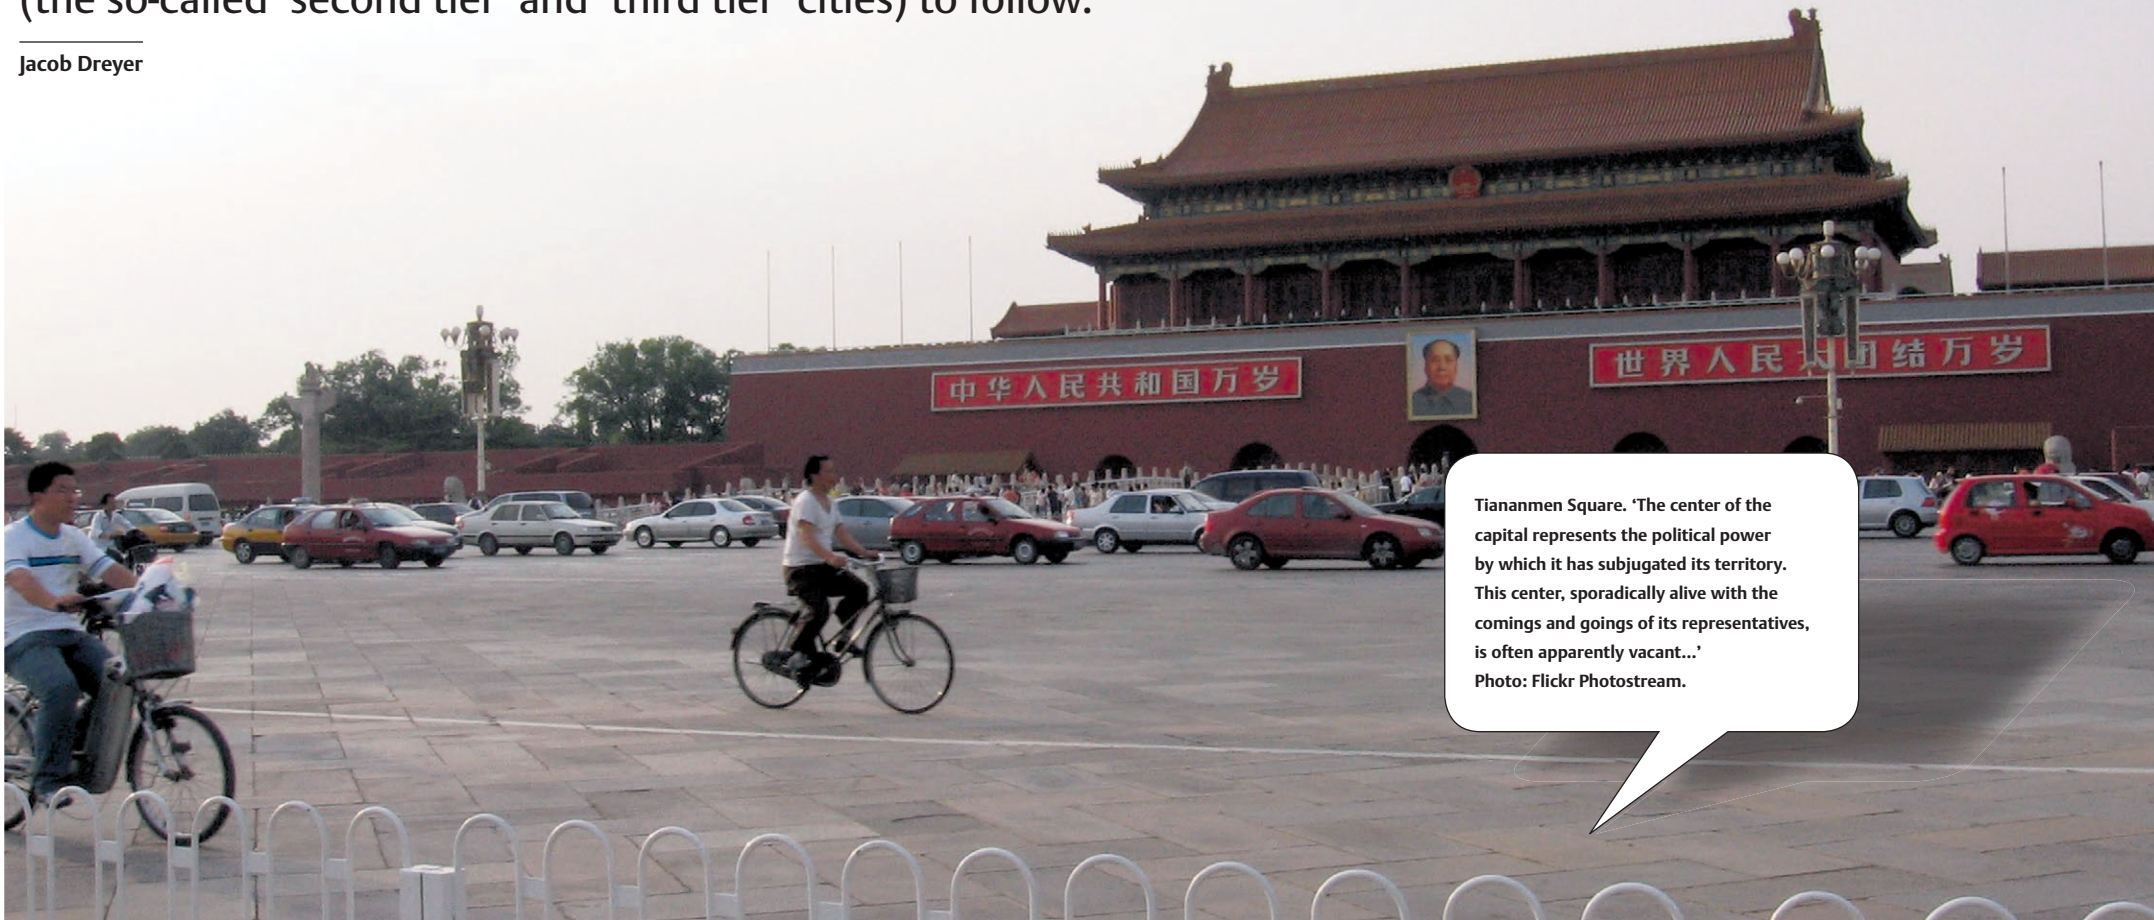 (the so-called ‘second tier’ and ‘third tier’ cities) to follow.
Jacob Dreyer
中华人民共和国万岁
世界人民大团结万岁
Tiananmen Square. ‘The center of the
capital represents the political power
by which it has subjugated its territory.
This center, sporadically alive with the
comings and goings of its representatives,
is often apparently vacant...’
Photo: Flickr Photostream.